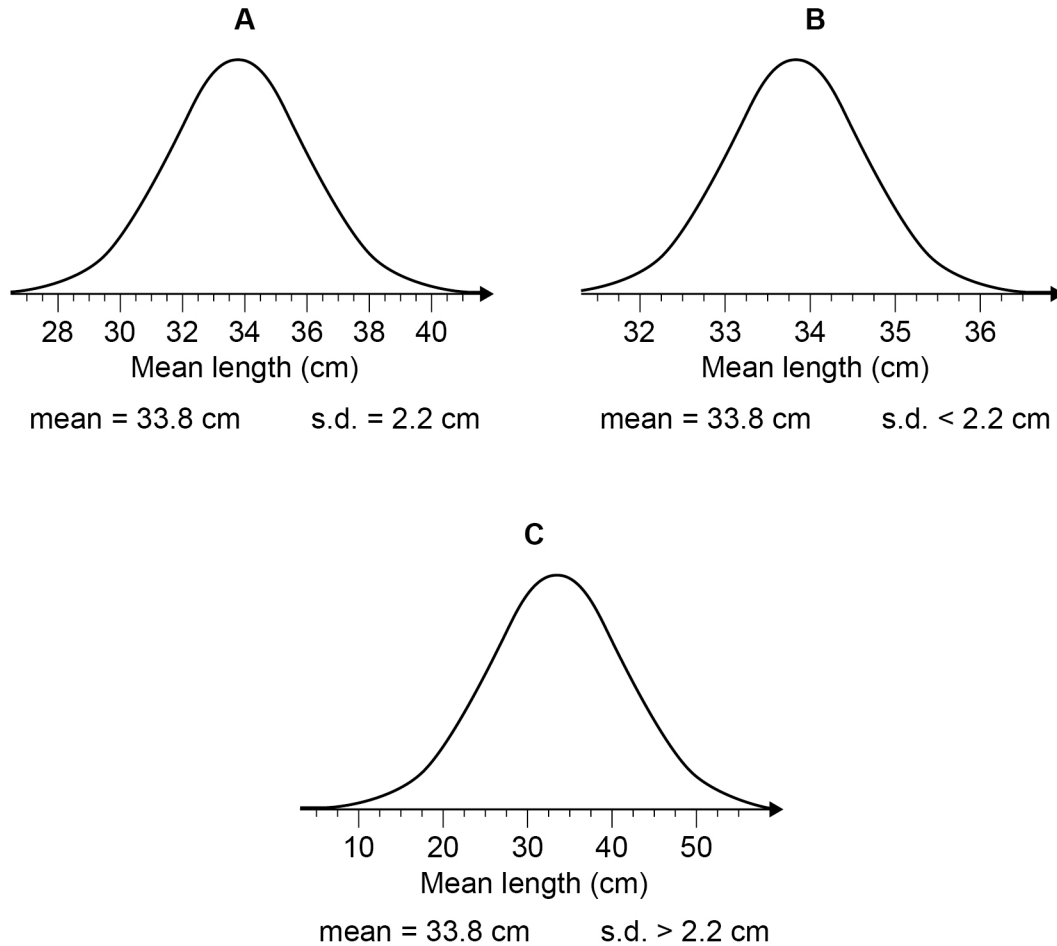 A
28 30 32 34 36 38 40
Mean length (cm)
mean = 33.8 cm s.d. = 2.2 cm
B
32 33 34 35 36
Mean length (cm)
mean = 33.8 cm s.d. < 2.2 cm
C
10 20 30 40 50
Mean length (cm)
mean = 33.8 cm s.d. > 2.2 cm